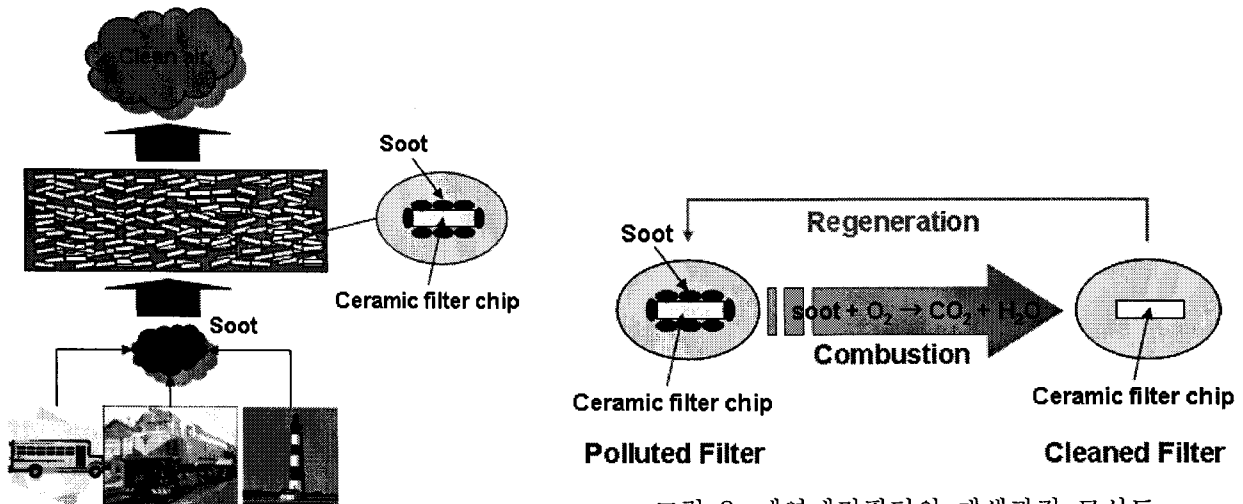 Clean air
Soot
Ceramic filter chip
Soot
Regeneration
Soot
soot + O₂ → CO₂ + H₂O
Combustion
Ceramic filter chip
Ceramic filter chip
Polluted Filter
Cleaned Filter